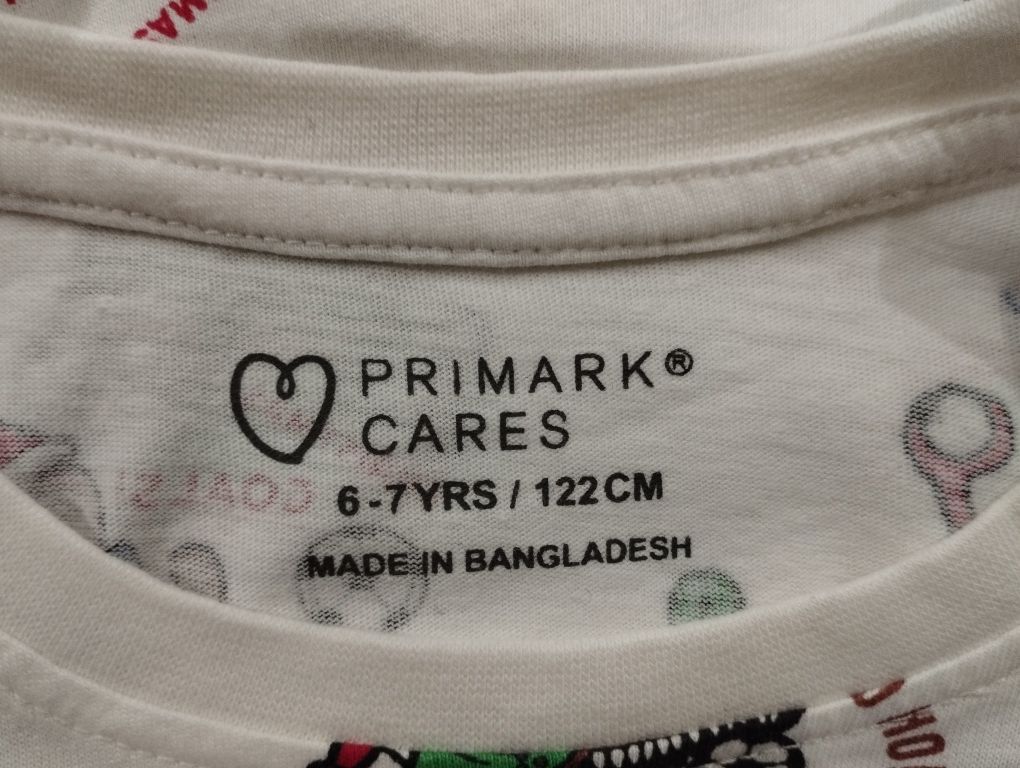 PRIMARK®
CARES
6-7YRS / 122CM
MADE IN BANGLADESH